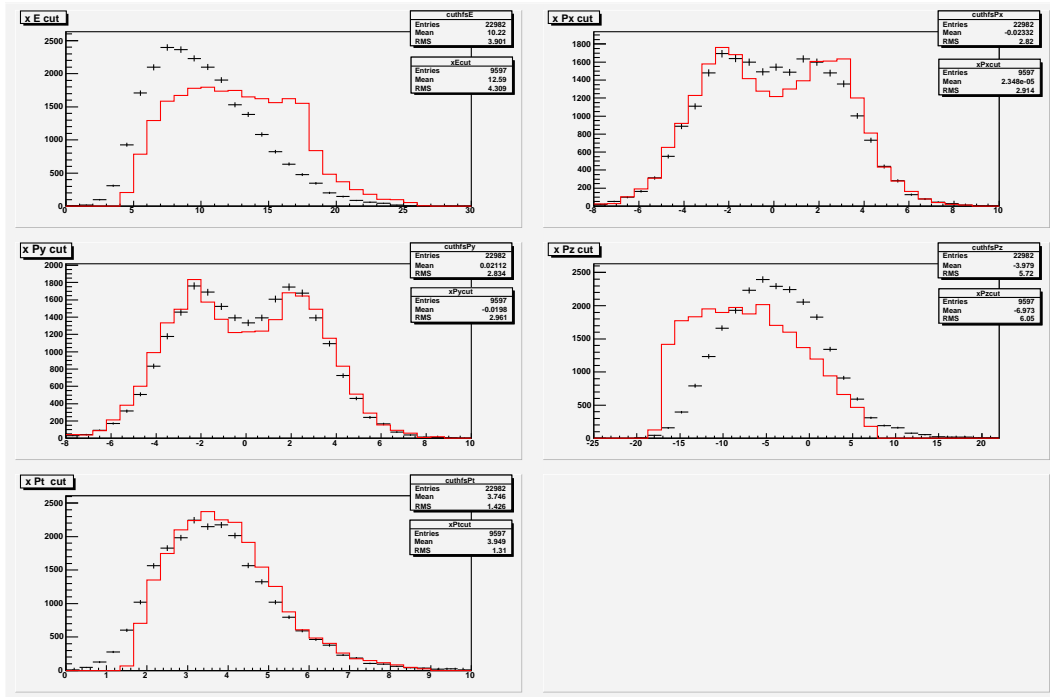 x E cut
cuthfsE
Entries 22982
Mean 10.22
RMS 3.901
xEcut
Entries 9597
Mean 12.59
RMS 4.309
2500
2000
1500
1000
500
0
0 5 10 15 20 25 30
x Px cut
cuthfsPx
Entries 22982
Mean -0.02332
RMS 2.82
xPxcut
Entries 9597
Mean 2.348e-05
RMS 2.914
1800
1600
1400
1200
1000
800
600
400
200
0
-8 -6 -4 -2 0 2 4 6 8 10
x Py cut
cuthfsPy
Entries 22982
Mean 0.02112
RMS 2.834
xPycut
Entries 9597
Mean -0.0198
RMS 2.961
2000
1800
1600
1400
1200
1000
800
600
400
200
0
-8 -6 -4 -2 0 2 4 6 8 10
x Pz cut
cuthfsPz
Entries 22982
Mean -3.979
RMS 5.72
xPzcut
Entries 9597
Mean -6.973
RMS 6.05
2500
2000
1500
1000
500
0
-25 -20 -15 -10 -5 0 5 10 15 20
x Pt cut
cuthfsPt
Entries 22982
Mean 3.746
RMS 1.426
xPtcut
Entries 9597
Mean 3.949
RMS 1.31
2500
2000
1500
1000
500
0
0 1 2 3 4 5 6 7 8 9 10